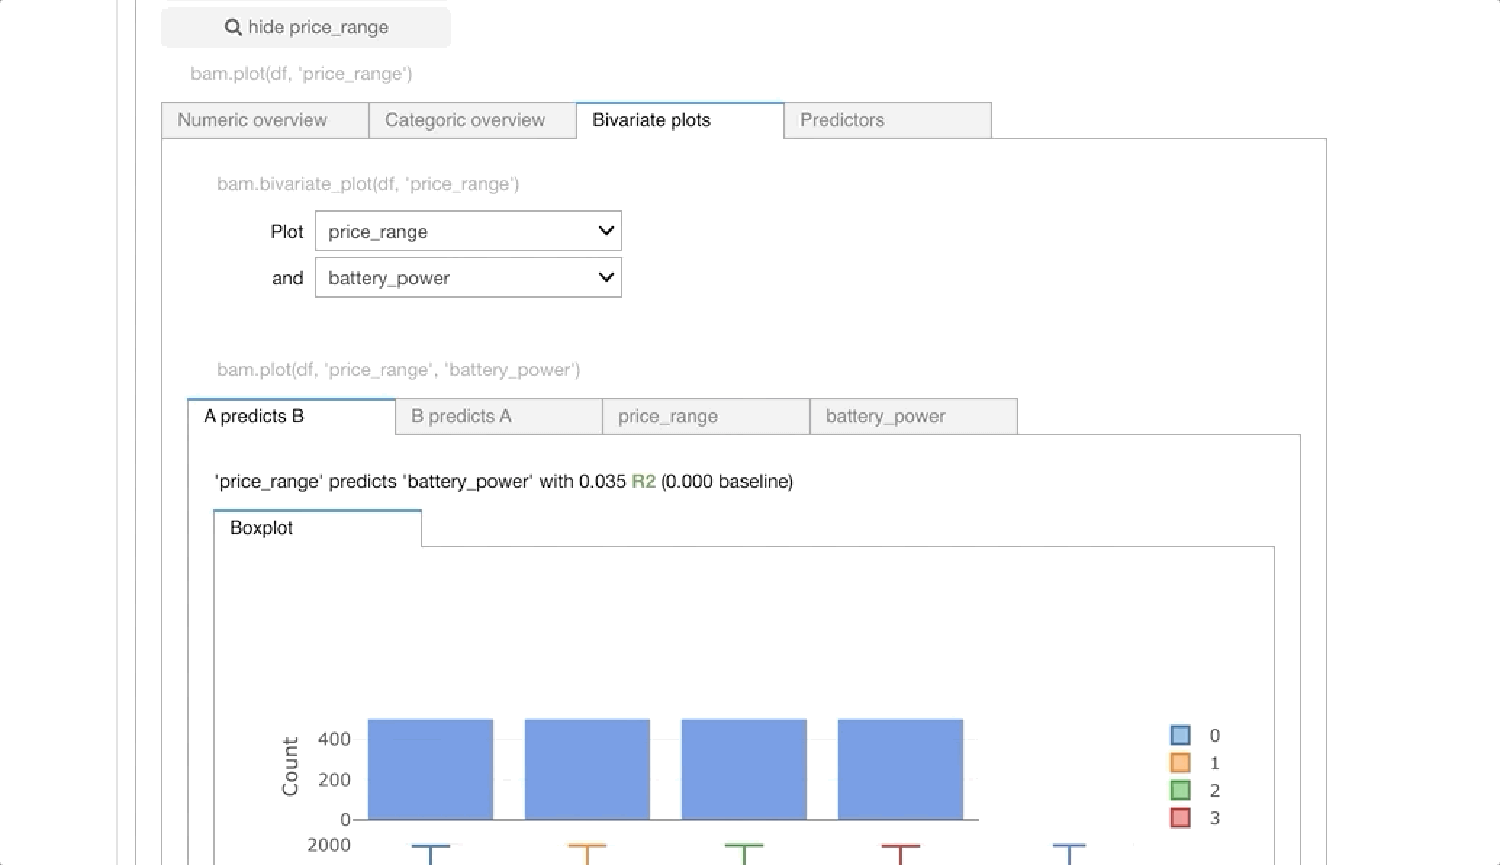 hide price_range
bam.plot(df, 'price_range')
Numeric overview Categoric overview Bivariate plots Predictors
bam.bivariate_plot(df, 'price_range')
Plot price_range
and battery_power
bam.plot(df, 'price_range', 'battery_power')
A predicts B B predicts A price_range battery_power
'price_range' predicts 'battery_power' with 0.035 R2 (0.000 baseline)
Boxplot
Count
400
200
0
2000
0
1
2
3